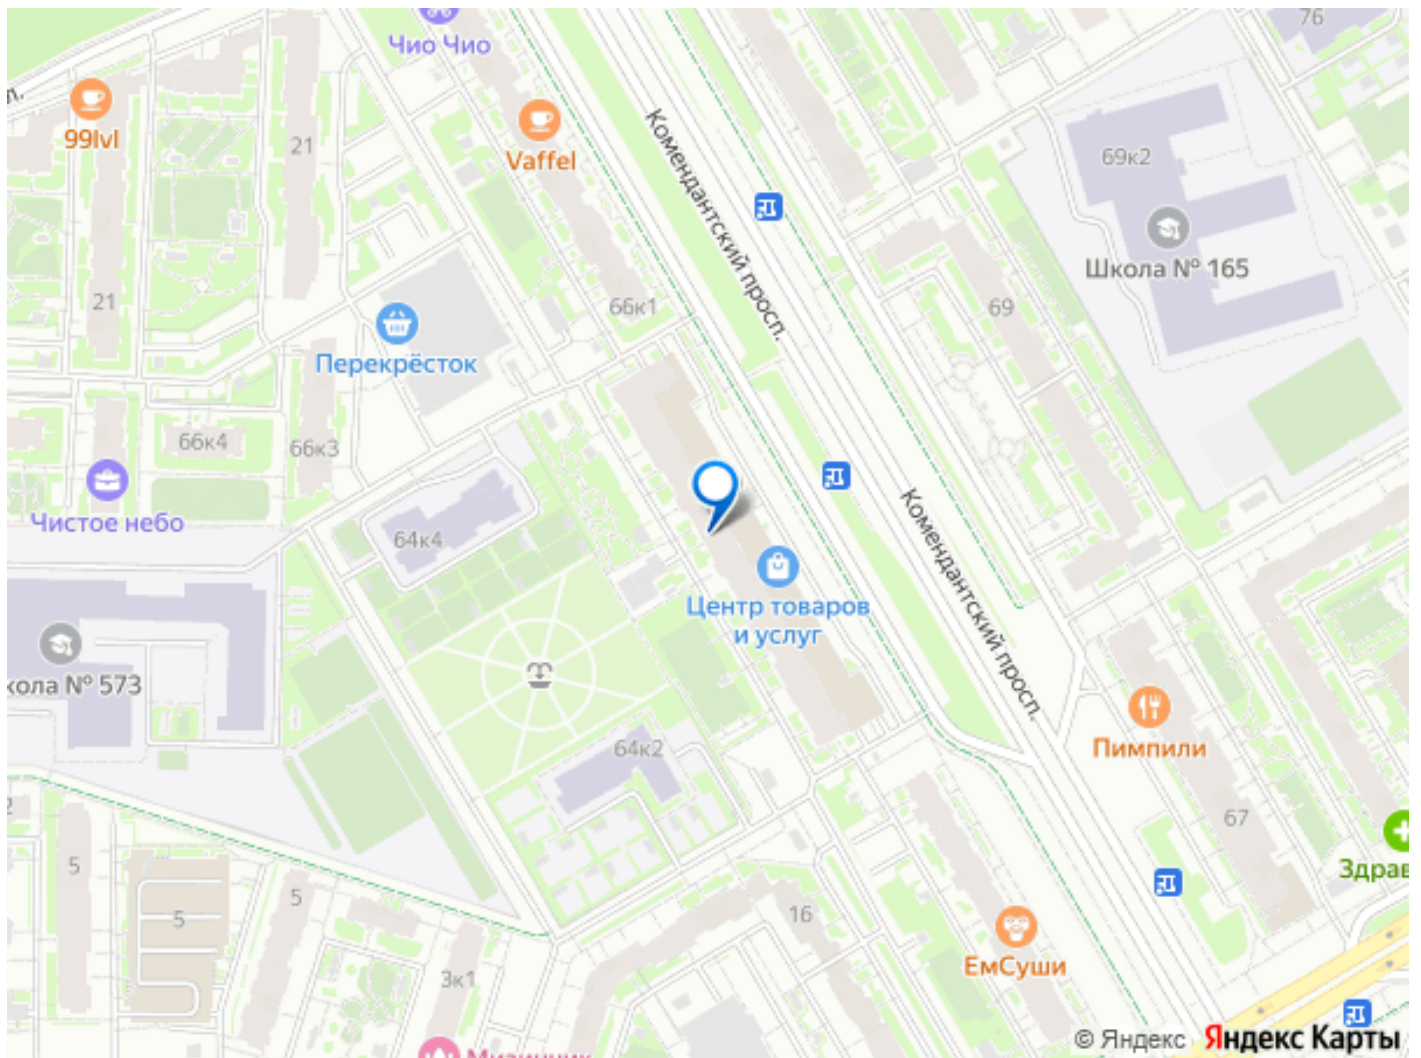 76
Чио Чио
п.
99lvl
21
Vaffel
Комендантский просп.
69к2
Школа № 165
21
66к1
69
Перекрёсток
66к4
66к3
Чистое небо
64к4
Комендантский просп.
Центр товаров
и услуг
кола № 573
64к2
Пимпили
67
2
5
5
5
16
Здрав
ЕмСуши
3к1
Мизинчик
© Яндекс Яндекс Карты